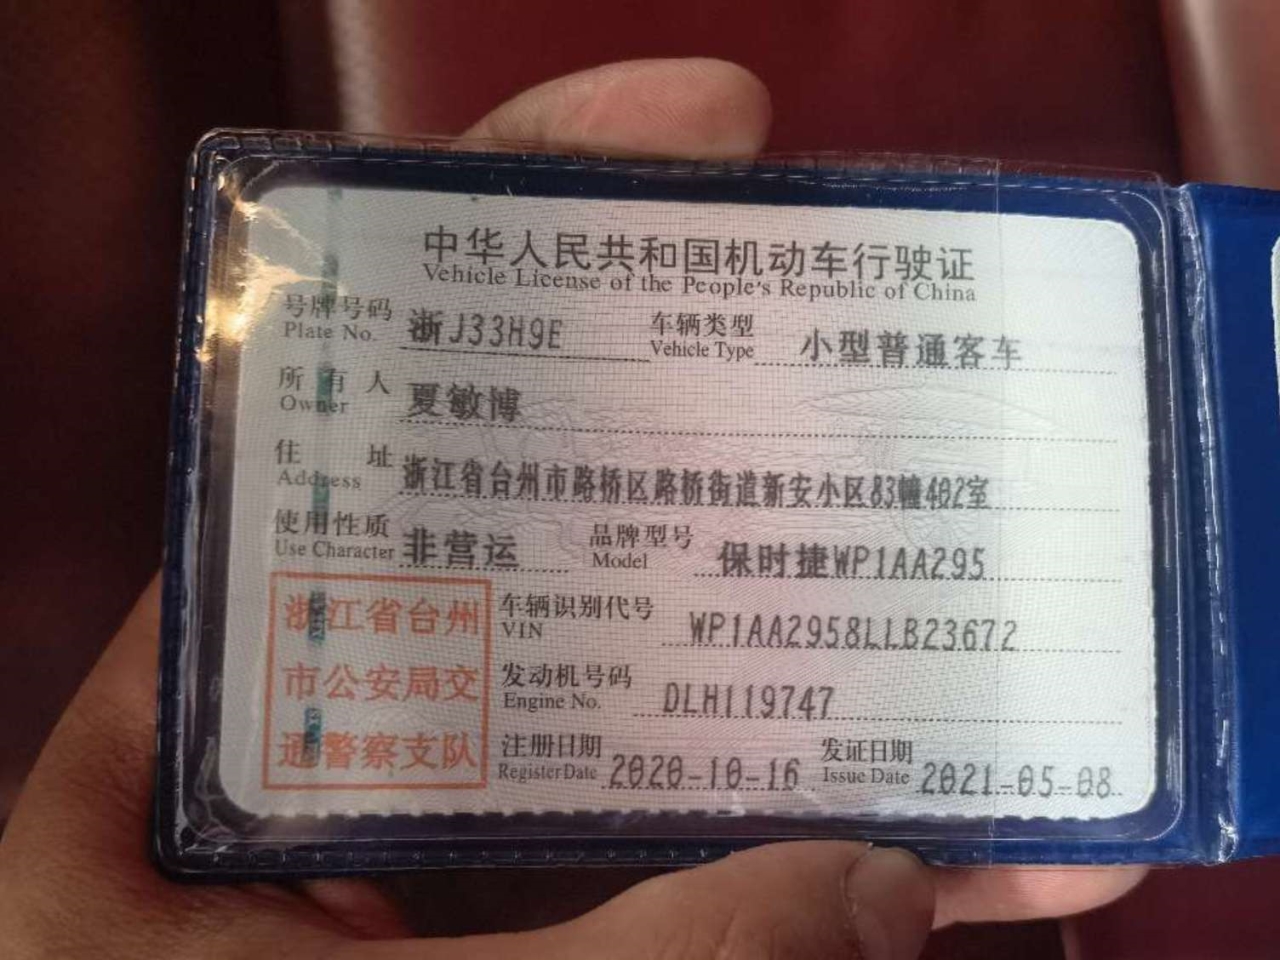 中华人民共和国机动车行驶证
Vehicle License of the People's Republic of China
号牌号码 浙J33H9E 车辆类型 小型普通客车
Plate No. Vehicle Type
所有人 夏敏博
Owner
住址 浙江省台州市路桥区路桥街道新安小区83幢402室
Address
使用性质 非营运 品牌型号 保时捷WP1AA295
Use Character Model
浙江省台州
市公安局交
通警察支队
车辆识别代号 WP1AA2958LLB23672
VIN
发动机号码 DLH119747
Engine No.
注册日期 2020-10-16 发证日期 2021-05-08
Register Date Issue Date